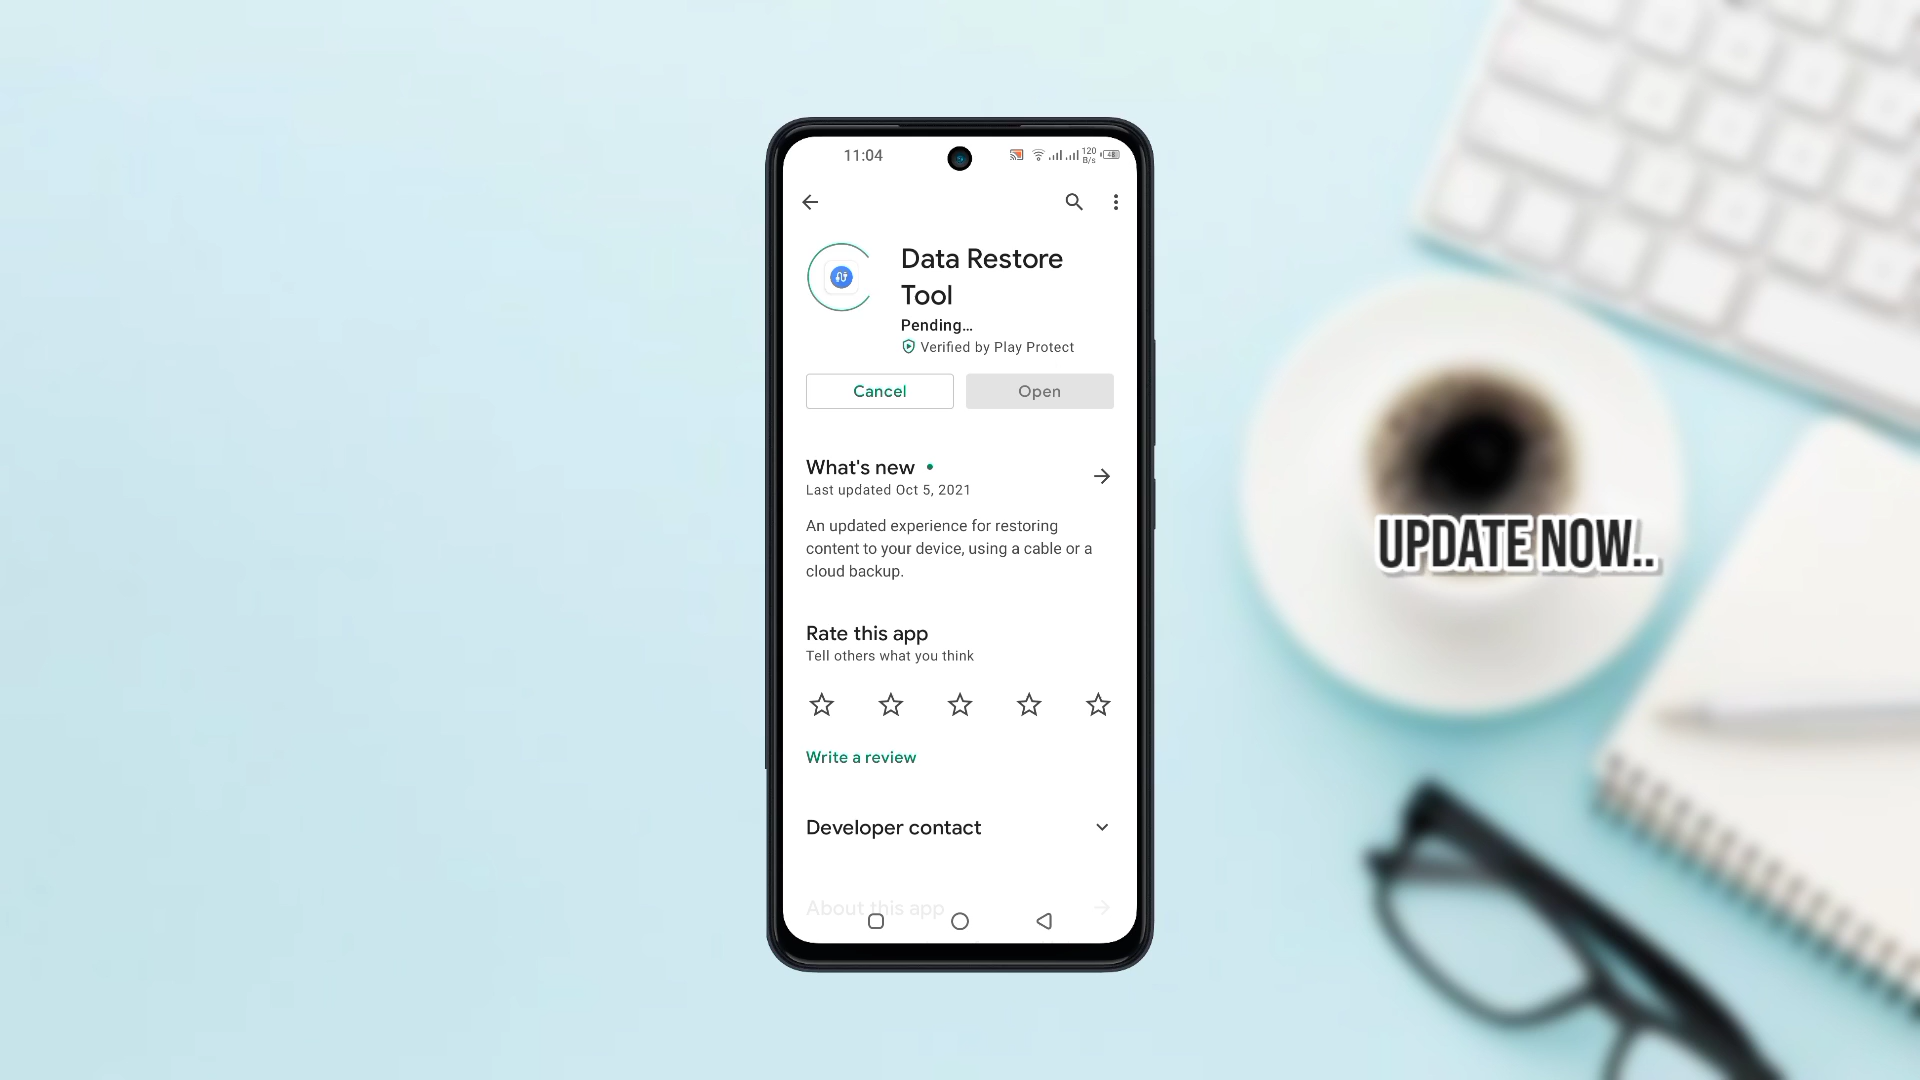 11:04
120
B/s
48
Data Restore
Tool
Pending...
Verified by Play Protect
Cancel
Open
What's new
Last updated Oct 5, 2021
An updated experience for restoring
content to your device, using a cable or a
cloud backup.
UPDATE NOW..
Rate this app
Tell others what you think
Write a review
Developer contact
About this app